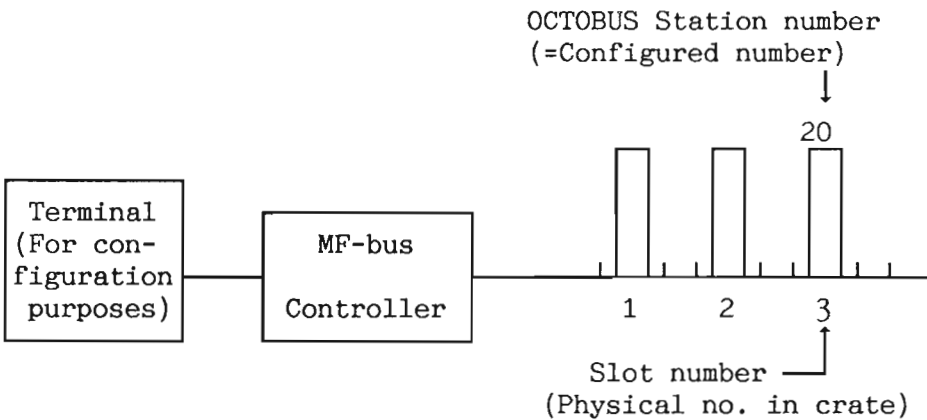 OCTOBUS Station number
(=Configured number)
20
Terminal
(For con-
figuration
purposes)
MF-bus
Controller
1 2 3
Slot number
(Physical no. in crate)